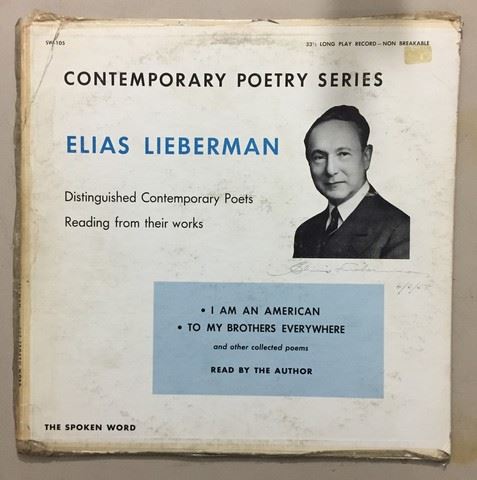 SW-105
33⅓ LONG PLAY RECORD—NON BREAKABLE
CONTEMPORARY POETRY SERIES
ELIAS LIEBERMAN
Distinguished Contemporary Poets
Reading from their works
Elias Lieberman
• I AM AN AMERICAN
• TO MY BROTHERS EVERYWHERE
and other collected poems
READ BY THE AUTHOR
THE SPOKEN WORD